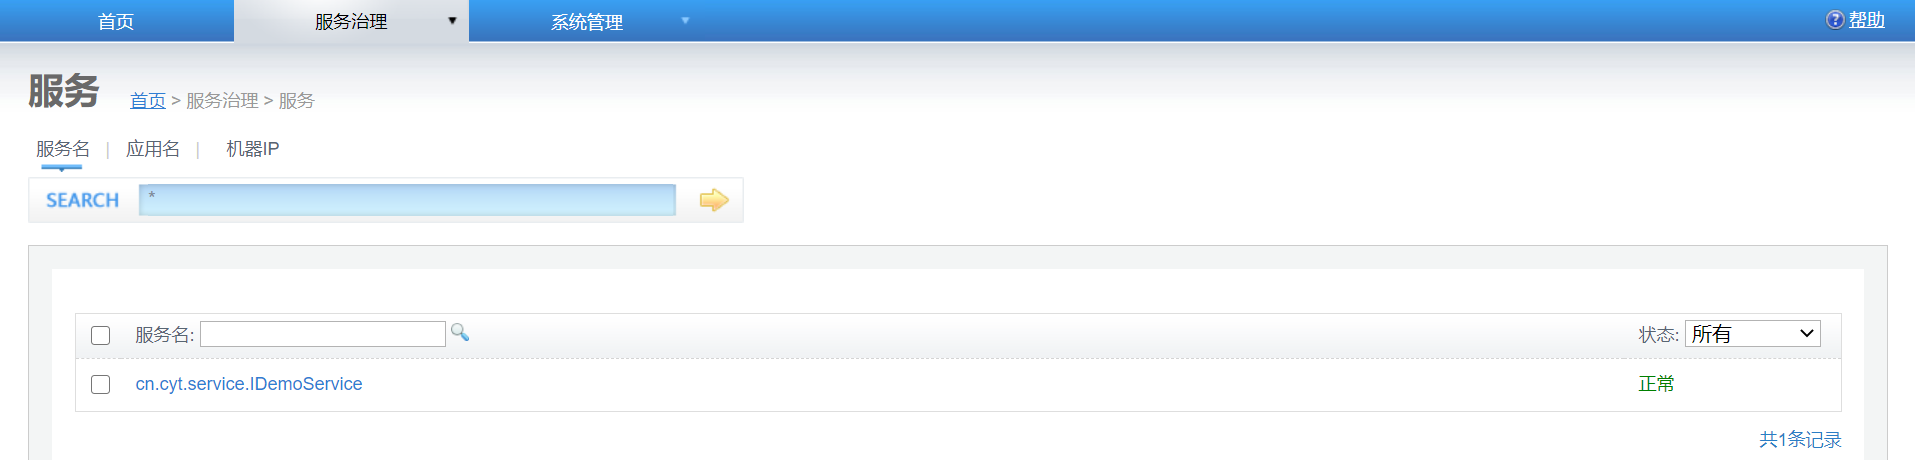 首页 服务治理 系统管理 帮助
服务 首页 > 服务治理 > 服务
服务名 | 应用名 | 机器IP
SEARCH *
服务名: 状态: 所有
cn.cyt.service.IDemoService 正常
共1条记录